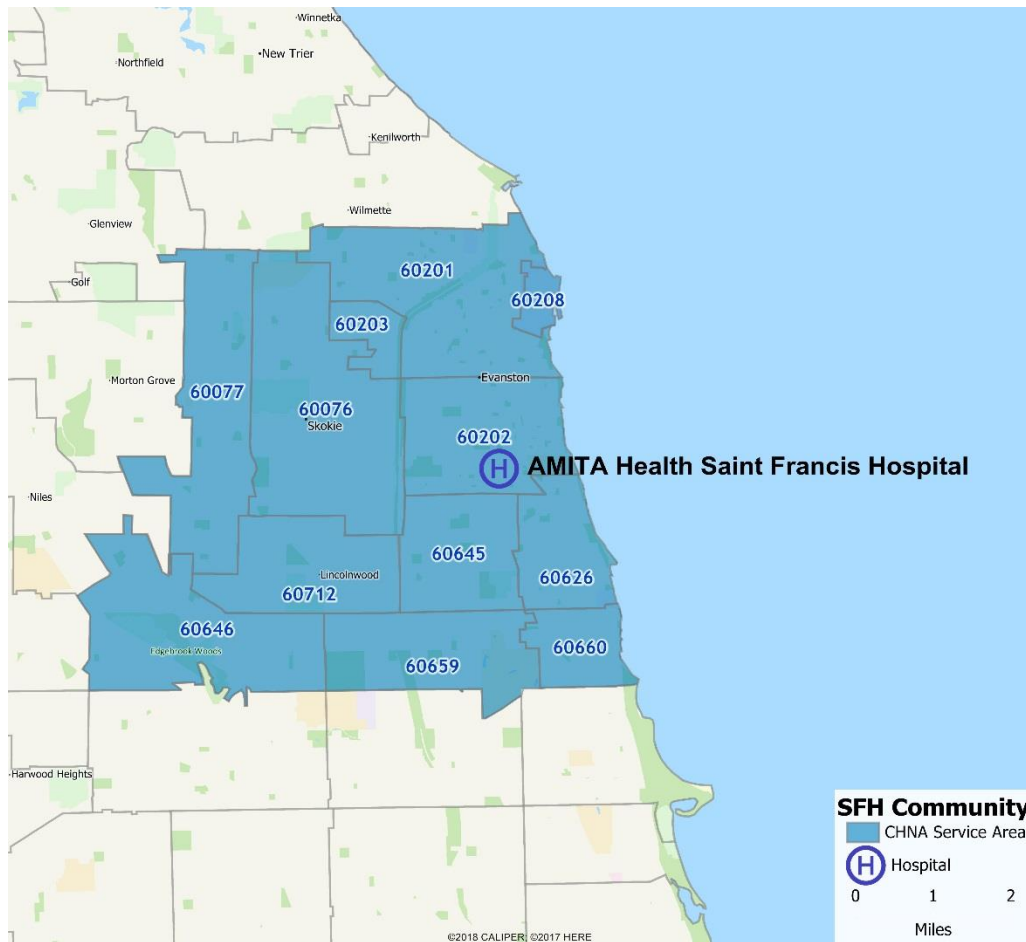 Winnetka
New Trier
Northfield
Kenilworth
Wilmette
Glenview
60201
Golf
60208
60203
Evanston
Morton Grove
60077
60076
Skokie
60202
AMITA Health Saint Francis Hospital
H
Niles
60645
Lincolnwood
60626
60712
60646
Edgebrook Woods
60660
60659
Harwood Heights
SFH Community
CHNA Service Area
H Hospital
0 1 2
Miles
©2018 CALIPER; ©2017 HERE